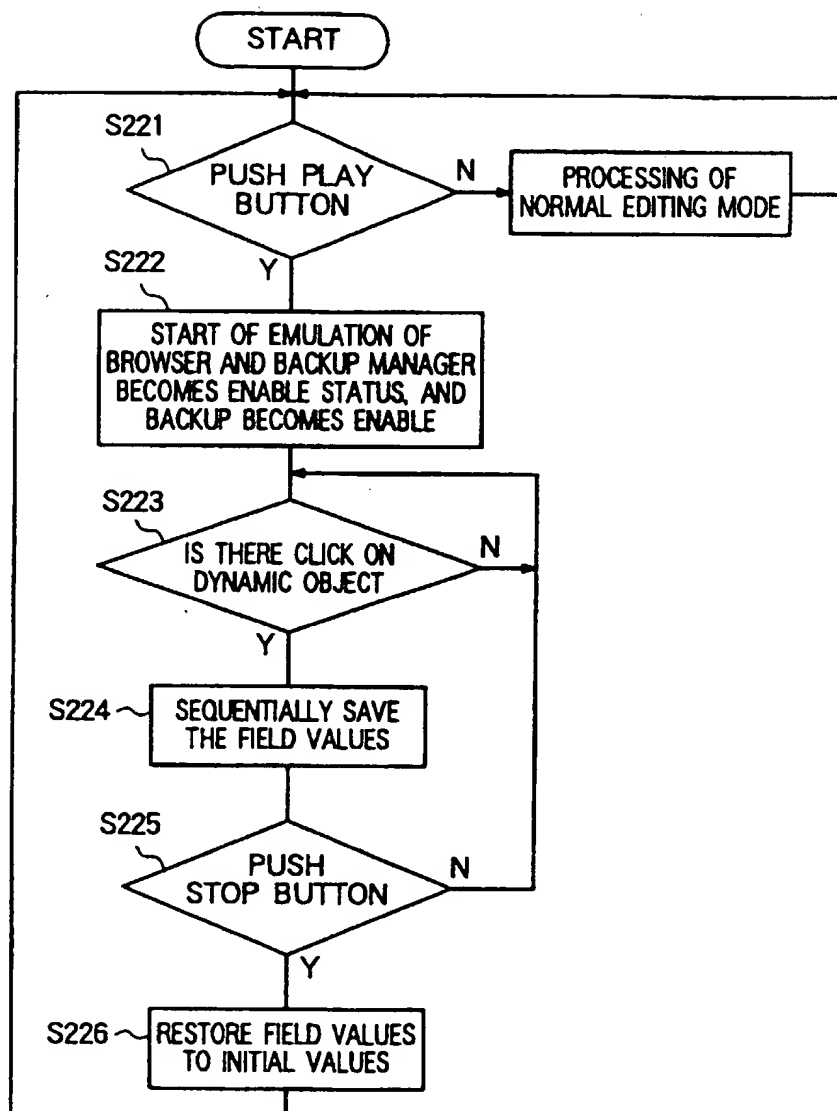 START
S221
PUSH PLAY
BUTTON
N
PROCESSING OF
NORMAL EDITING MODE
Y
S222
START OF EMULATION OF
BROWSER AND BACKUP MANAGER
BECOMES ENABLE STATUS, AND
BACKUP BECOMES ENABLE
S223
IS THERE CLICK ON
DYNAMIC OBJECT
N
Y
S224
SEQUENTIALLY SAVE
THE FIELD VALUES
S225
PUSH
STOP BUTTON
N
Y
S226
RESTORE FIELD VALUES
TO INITIAL VALUES